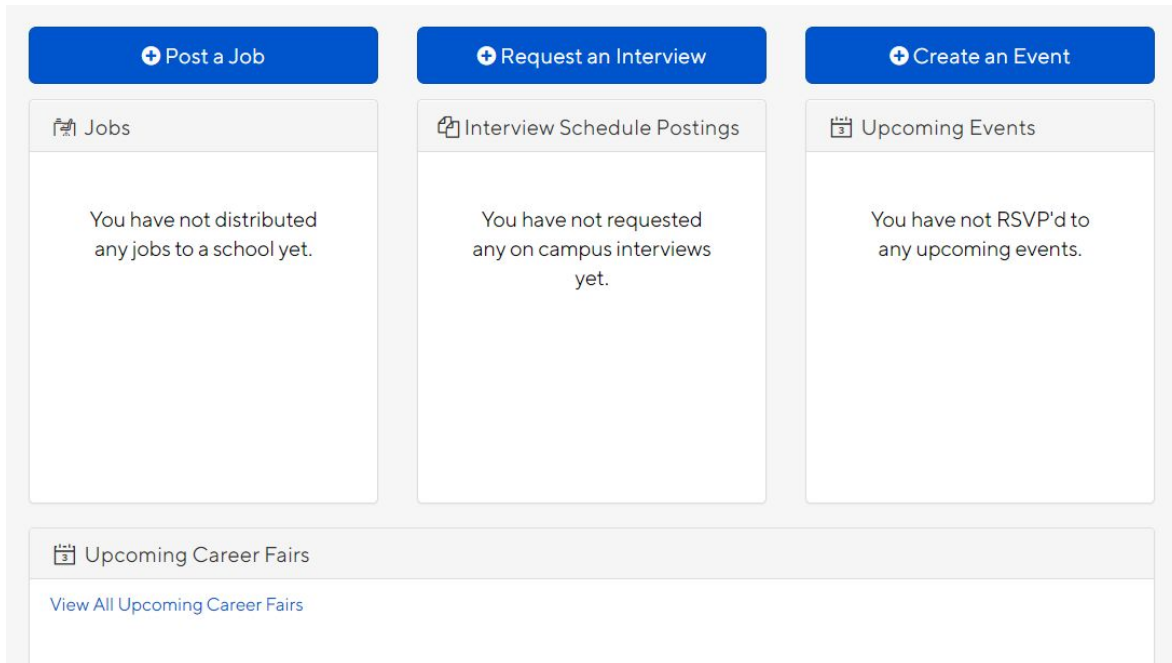 Post a Job
Request an Interview
Create an Event
Jobs
Interview Schedule Postings
3
Upcoming Events
You have not distributed
any jobs to a school yet.
You have not requested
any on campus interviews
yet.
You have not RSVP'd to
any upcoming events.
3
Upcoming Career Fairs
View All Upcoming Career Fairs